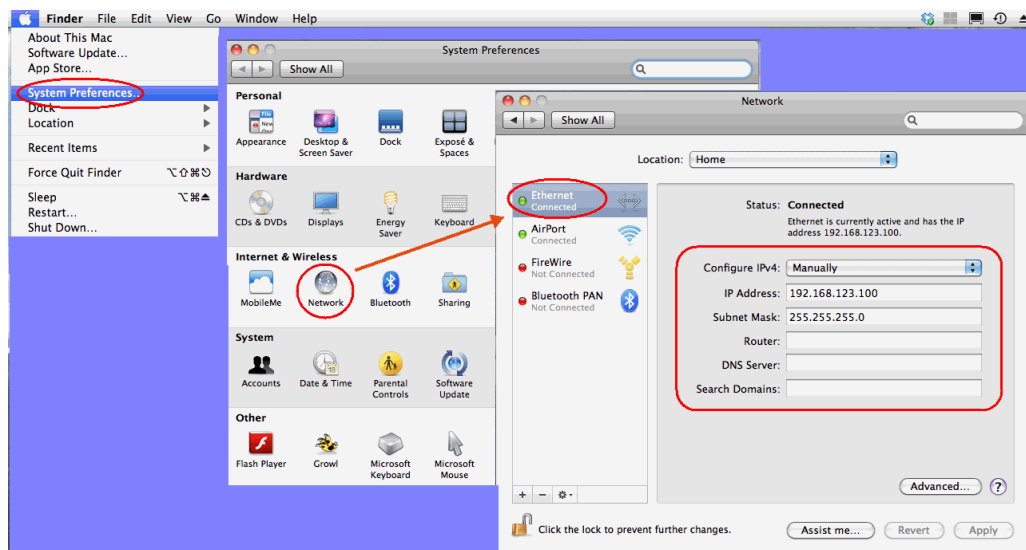 Finder File Edit View Go Window Help
About This Mac
Software Update...
App Store...
System Preferences...
Dock
Location
Recent Items
Force Quit Finder ⌥⇧⌘⎋
Sleep ⌥⌘⏏
Restart...
Shut Down...
System Preferences
Show All
Personal
Appearance
Desktop &
Screen Saver
Dock
Exposé &
Spaces
Hardware
CDs & DVDs
Displays
Energy
Saver
Keyboard
Internet & Wireless
MobileMe
Network
Bluetooth
Sharing
System
Accounts
Date & Time
Parental
Controls
Software
Update
Other
Flash Player
Growl
Microsoft
Keyboard
Microsoft
Mouse
Network
Show All
Location: Home
Ethernet
Connected
AirPort
Connected
FireWire
Not Connected
Bluetooth PAN
Not Connected
Status: Connected
Ethernet is currently active and has the IP
address 192.168.123.100.
Configure IPv4: Manually
IP Address: 192.168.123.100
Subnet Mask: 255.255.255.0
Router:
DNS Server:
Search Domains:
Advanced... ?
Click the lock to prevent further changes.
Assist me... Revert Apply